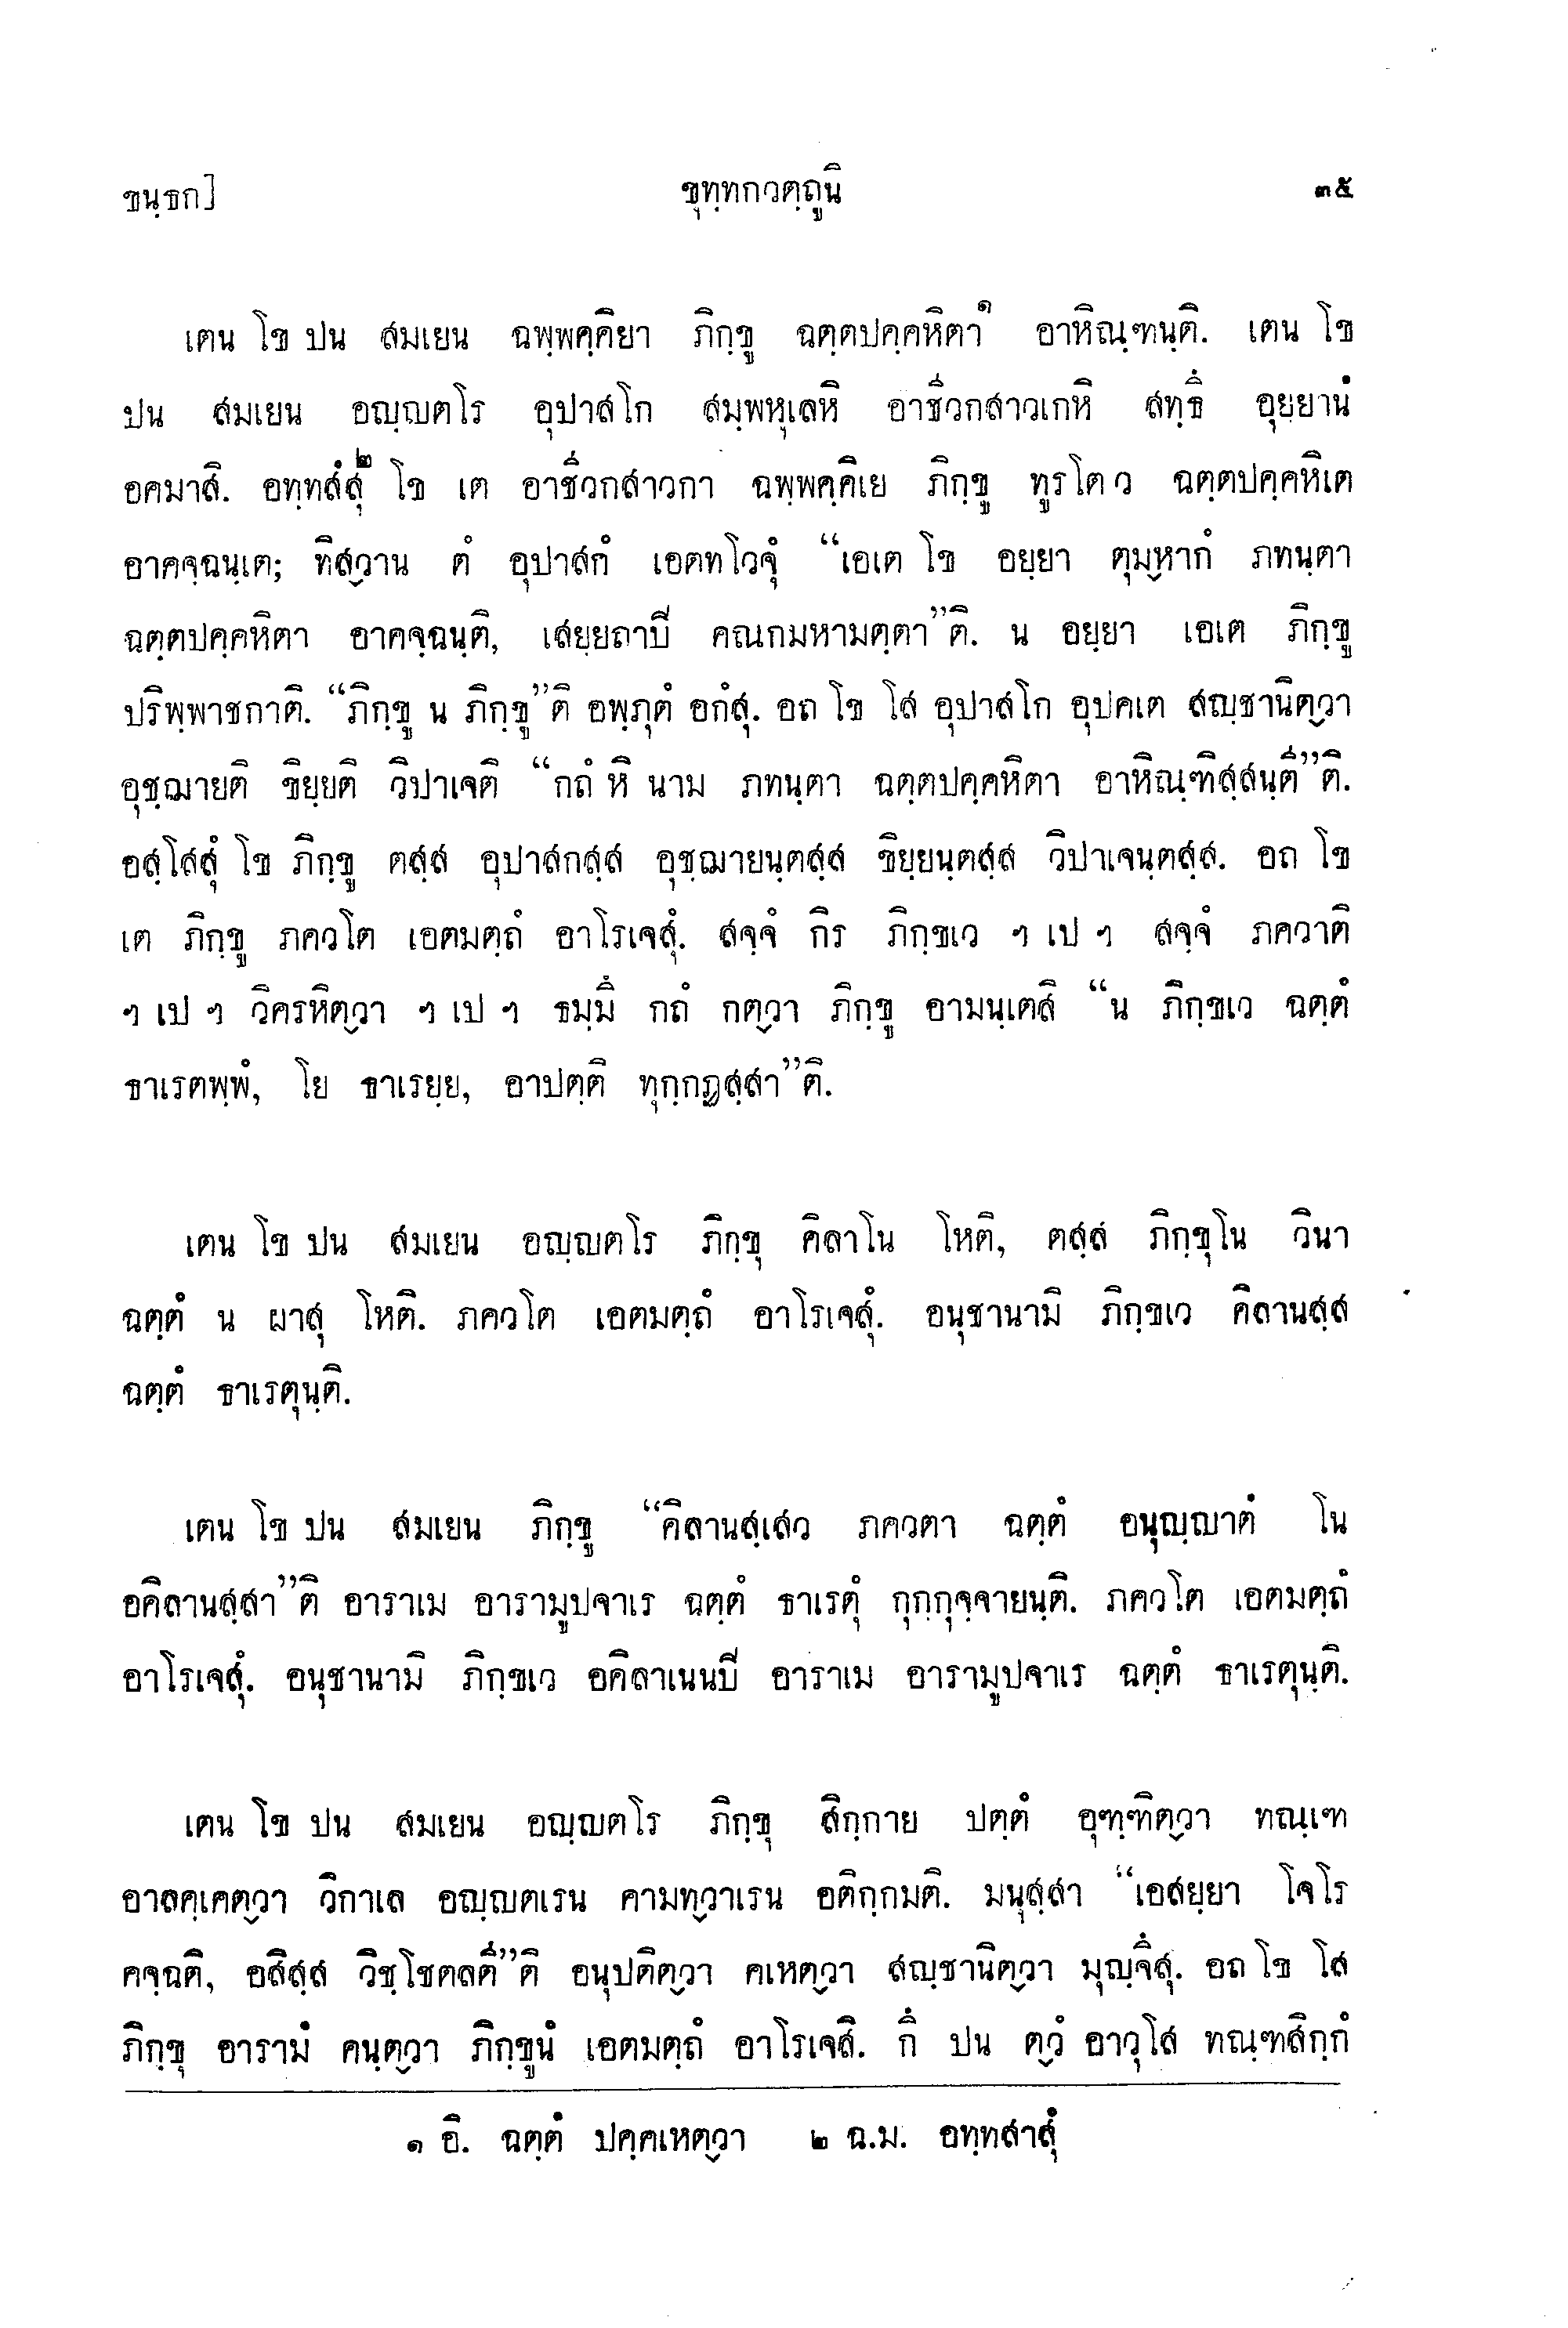 ขนฺธก]
ขุทฺทกวตฺถูนิ
๓๕
เตน โข ปน สมเยน ฉพฺพคฺคิยา ภิกฺขู ฉตฺตปคฺคหิตา๑ อาหิณฺฑนฺติ. เตน โข
ปน สมเยน อญฺญตโร อุปาสโก สมฺพหุเลหิ อาชีวกสาวเกหิ สทฺธึ อุยฺยานํ
อคมาสิ. อทฺทสํสุ๒ โข เต อาชีวกสาวกา ฉพฺพคฺคิเย ภิกฺขู ทูรโต ว ฉตฺตปคฺคหิเต
อาคจฺฉนฺเต; ทิสฺวาน ตํ อุปาสกํ เอตทโวจุํ “เอเต โข อยฺยา ตุมฺหากํ ภทนฺตา
ฉตฺตปคฺคหิตา อาคจฺฉนฺติ, เสยฺยถาปิ คณกมหามตฺตา”ติ. น อยฺยา เอเต ภิกฺขู
ปริพฺพาชกาติ. “ภิกฺขู น ภิกฺขู”ติ อพฺภุตํ อกํสุ. อถ โข โส อุปาสโก อุปคเต สญฺชานิตฺวา
อุชฺฌายติ ขิยฺยติ วิปาเจติ “กถํ หิ นาม ภทนฺตา ฉตฺตปคฺคหิตา อาหิณฺฑิสฺสนฺตี”ติ.
อสฺโสสุํ โข ภิกฺขู ตสฺส อุปาสกสฺส อุชฺฌายนฺตสฺส ขิยฺยนฺตสฺส วิปาเจนฺตสฺส. อถ โข
เต ภิกฺขู ภควโต เอตมตฺถํ อาโรเจสุํ. สจฺจํ กิร ภิกฺขเว ฯ เป ฯ สจฺจํ ภควาติ
ฯ เป ฯ วิครหิตฺวา ฯ เป ฯ ธมฺมึ กถํ กตฺวา ภิกฺขู อามนฺเตสิ “น ภิกฺขเว ฉตฺตํ
ธาเรตพฺพํ, โย ธาเรยฺย, อาปตฺติ ทุกฺกฏสฺสา”ติ.
เตน โข ปน สมเยน อญฺญตโร ภิกฺขุ คิลาโน โหติ, ตสฺส ภิกฺขุโน วินา
ฉตฺตํ น ผาสุ โหติ. ภควโต เอตมตฺถํ อาโรเจสุํ. อนุชานามิ ภิกฺขเว คิลานสฺส
ฉตฺตํ ธาเรตุนฺติ.
เตน โข ปน สมเยน ภิกฺขู “คิลานสฺเสว ภควตา ฉตฺตํ อนุญฺญาตํ โน
อคิลานสฺสา”ติ อาราเม อารามูปจาเร ฉตฺตํ ธาเรตุํ กุกฺกุจฺจายนฺติ. ภควโต เอตมตฺถํ
อาโรเจสุํ. อนุชานามิ ภิกฺขเว อคิลาเนนปิ อาราเม อารามูปจาเร ฉตฺตํ ธาเรตุนฺติ.
เตน โข ปน สมเยน อญฺญตโร ภิกฺขุ สิกฺกาย ปตฺตํ อุฑฺฑิตฺวา ทณฺเฑ
อาลคฺเคตฺวา วิกาเล อญฺญตเรน คามทฺวาเรน อติกฺกมติ. มนุสฺสา “เอสยฺยา โจโร
คจฺฉติ, อสิสฺส วิชฺโชตลตี”ติ อนุปติตฺวา คเหตฺวา สญฺชานิตฺวา มุญฺจึสุ. อถ โข โส
ภิกฺขุ อารามํ คนฺตฺวา ภิกฺขูนํ เอตมตฺถํ อาโรเจสิ. กึ ปน ตฺวํ อาวุโส ทณฺฑสิกฺกํ
๑ อิ. ฉตฺตํ ปคฺคเหตฺวา ๒ ฉ.ม. อทฺทสาสุํ